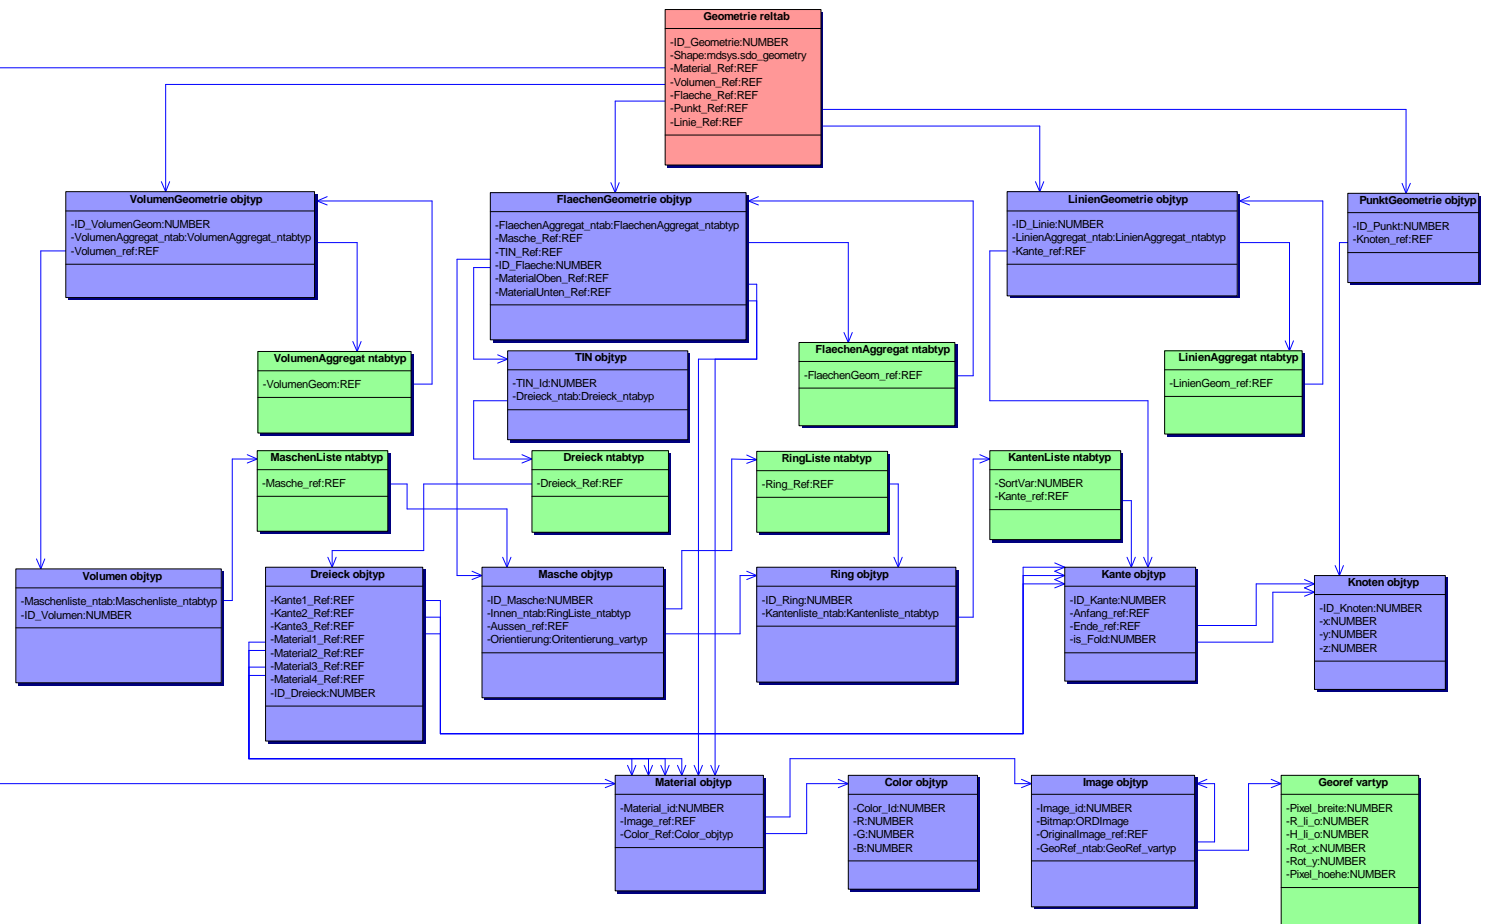 Geometrie reltab
-ID_Geometrie:NUMBER
-Shape:mdsys.sdo_geometry
-Material_Ref:REF
-Volumen_Ref:REF
-Flaeche_Ref:REF
-Punkt_Ref:REF
-Linie_Ref:REF
VolumenGeometrie objtyp
-ID_VolumenGeom:NUMBER
-VolumenAggregat_ntab:VolumenAggregat_ntabtyp
-Volumen_ref:REF
FlaechenGeometrie objtyp
-FlaechenAggregat_ntab:FlaechenAggregat_ntabtyp
-Masche_Ref:REF
-TIN_Ref:REF
-ID_Flaeche:NUMBER
-MaterialOben_Ref:REF
-MaterialUnten_Ref:REF
LinienGeometrie objtyp
-ID_Linie:NUMBER
-LinienAggregat_ntab:LinienAggregat_ntabtyp
-Kante_ref:REF
PunktGeometrie objtyp
-ID_Punkt:NUMBER
-Knoten_ref:REF
VolumenAggregat ntabtyp
-VolumenGeom:REF
TIN objtyp
-TIN_Id:NUMBER
-Dreieck_ntab:Dreieck_ntabyp
FlaechenAggregat ntabtyp
-FlaechenGeom_ref:REF
LinienAggregat ntabtyp
-LinienGeom_ref:REF
MaschenListe ntabtyp
-Masche_ref:REF
Dreieck ntabtyp
-Dreieck_Ref:REF
RingListe ntabtyp
-Ring_Ref:REF
KantenListe ntabtyp
-SortVar:NUMBER
-Kante_ref:REF
Volumen objtyp
-Maschenliste_ntab:Maschenliste_ntabtyp
-ID_Volumen:NUMBER
Dreieck objtyp
-Kante1_Ref:REF
-Kante2_Ref:REF
-Kante3_Ref:REF
-Material1_Ref:REF
-Material2_Ref:REF
-Material3_Ref:REF
-Material4_Ref:REF
-ID_Dreieck:NUMBER
Masche objtyp
-ID_Masche:NUMBER
-Innen_ntab:RingListe_ntabtyp
-Aussen_ref:REF
-Orientierung:Oritentierung_vartyp
Ring objtyp
-ID_Ring:NUMBER
-Kantenliste_ntab:Kantenliste_ntabtyp
Kante objtyp
-ID_Kante:NUMBER
-Anfang_ref:REF
-Ende_ref:REF
-is_Fold:NUMBER
Knoten objtyp
-ID_Knoten:NUMBER
-x:NUMBER
-y:NUMBER
-z:NUMBER
Material objtyp
-Material_id:NUMBER
-Image_ref:REF
-Color_Ref:Color_objtyp
Color objtyp
-Color_Id:NUMBER
-R:NUMBER
-G:NUMBER
-B:NUMBER
Image objtyp
-Image_id:NUMBER
-Bitmap:ORDImage
-OriginalImage_ref:REF
-GeoRef_ntab:GeoRef_vartyp
Georef vartyp
-Pixel_breite:NUMBER
-R_li_o:NUMBER
-H_li_o:NUMBER
-Rot_x:NUMBER
-Rot_y:NUMBER
-Pixel_hoehe:NUMBER